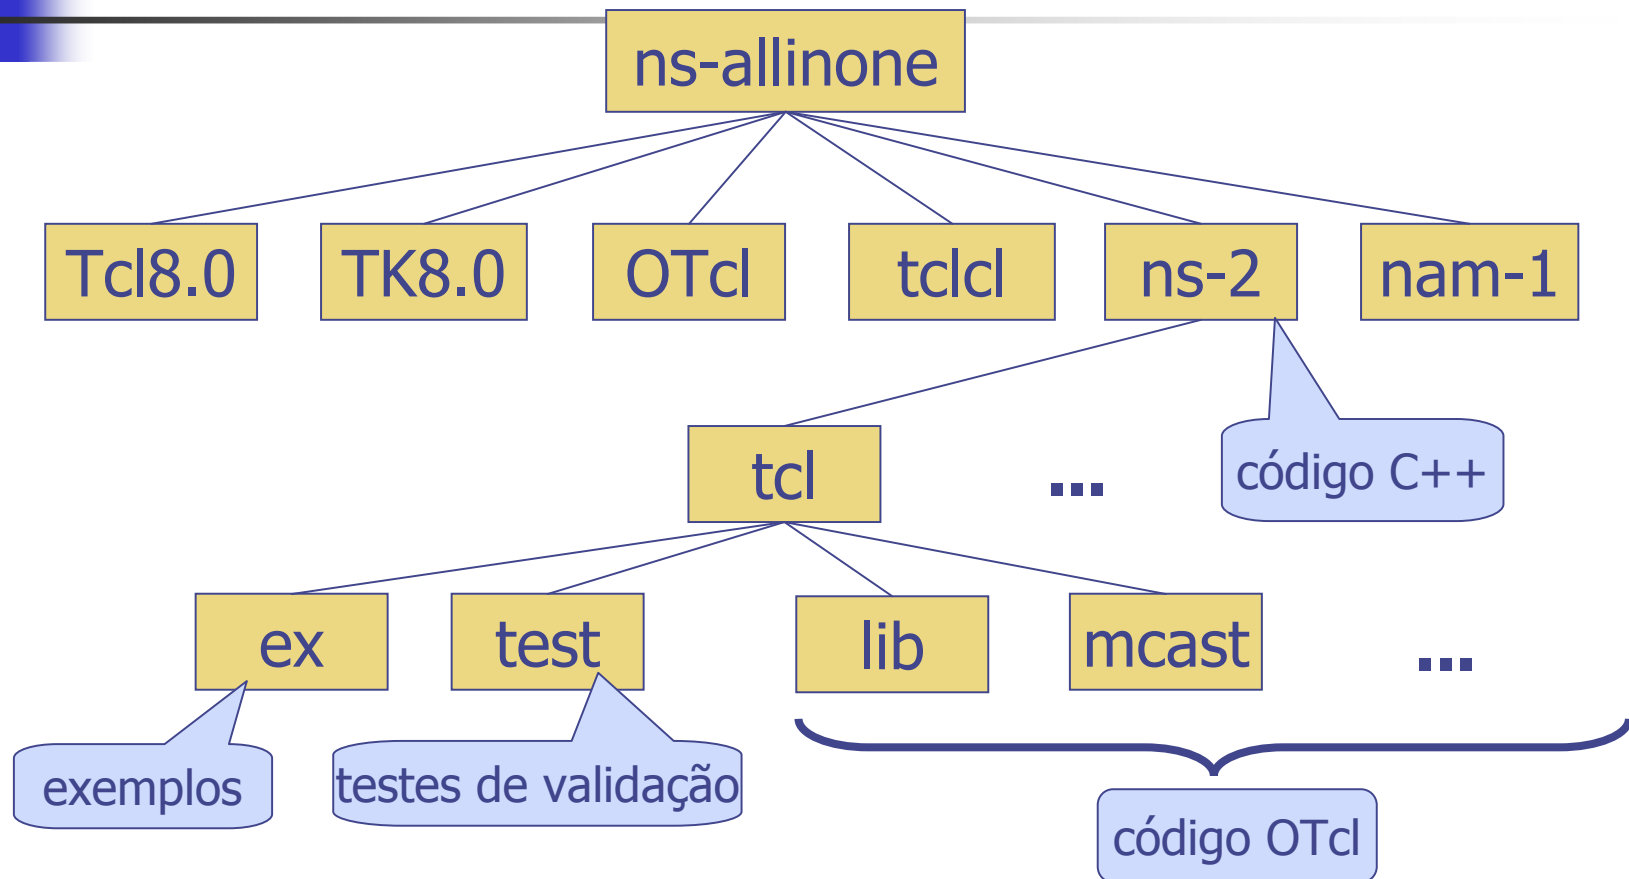 ns-allinone
Tcl8.0
TK8.0
OTcl
tclcl
ns-2
nam-1
tcl
...
código C++
ex
test
lib
mcast
...
exemplos
testes de validação
código OTcl